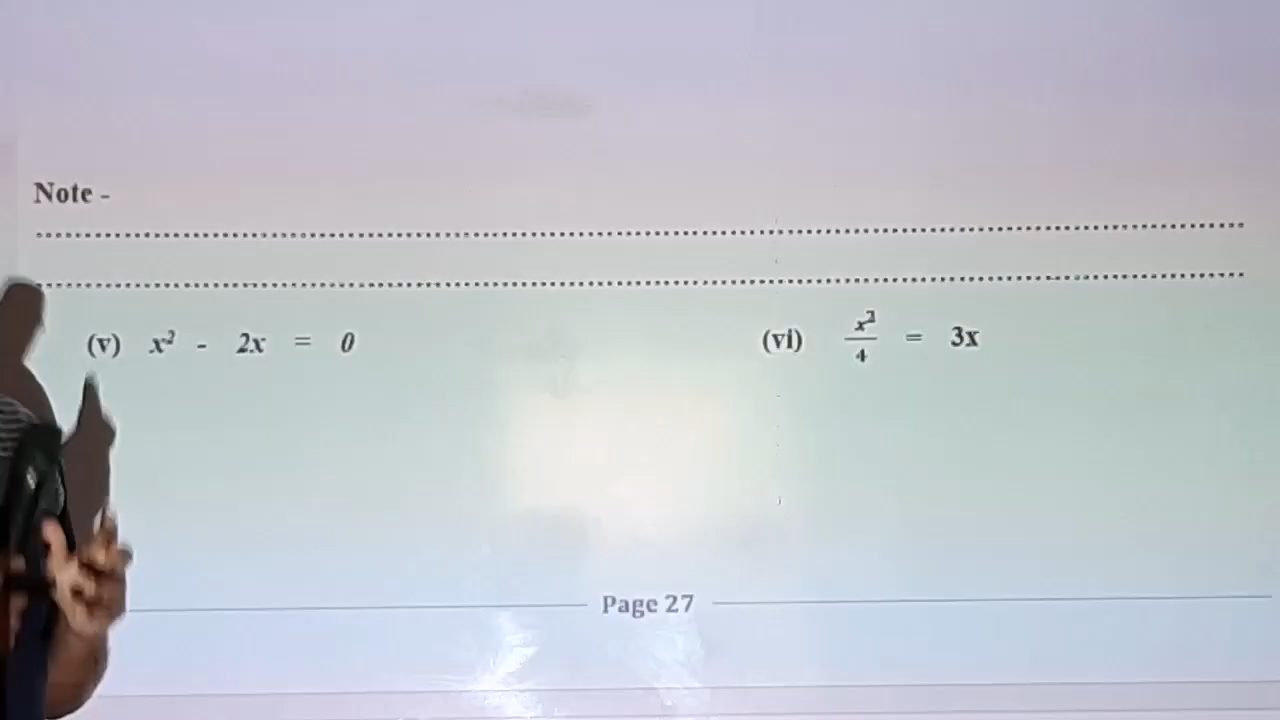 Note -
(v) x² - 2x = 0
(vi) x²/4 = 3x
Page 27